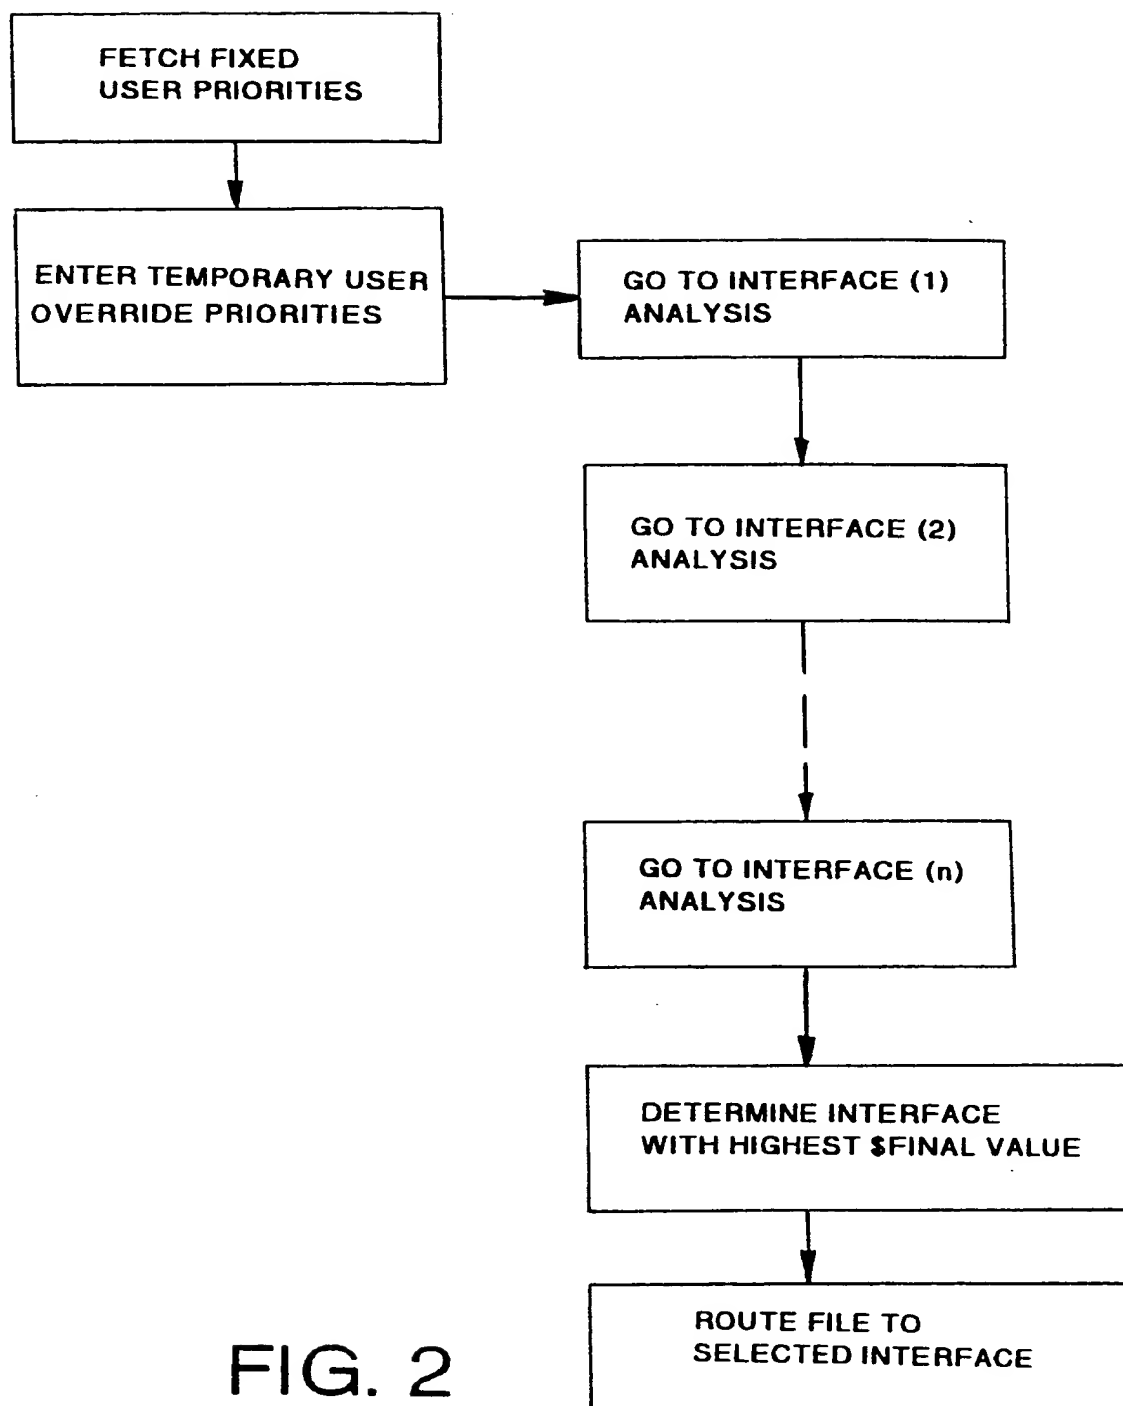 FETCH FIXED
USER PRIORITIES
ENTER TEMPORARY USER
OVERRIDE PRIORITIES
GO TO INTERFACE (1)
ANALYSIS
GO TO INTERFACE (2)
ANALYSIS
GO TO INTERFACE (n)
ANALYSIS
DETERMINE INTERFACE
WITH HIGHEST $FINAL VALUE
ROUTE FILE TO
SELECTED INTERFACE
FIG. 2